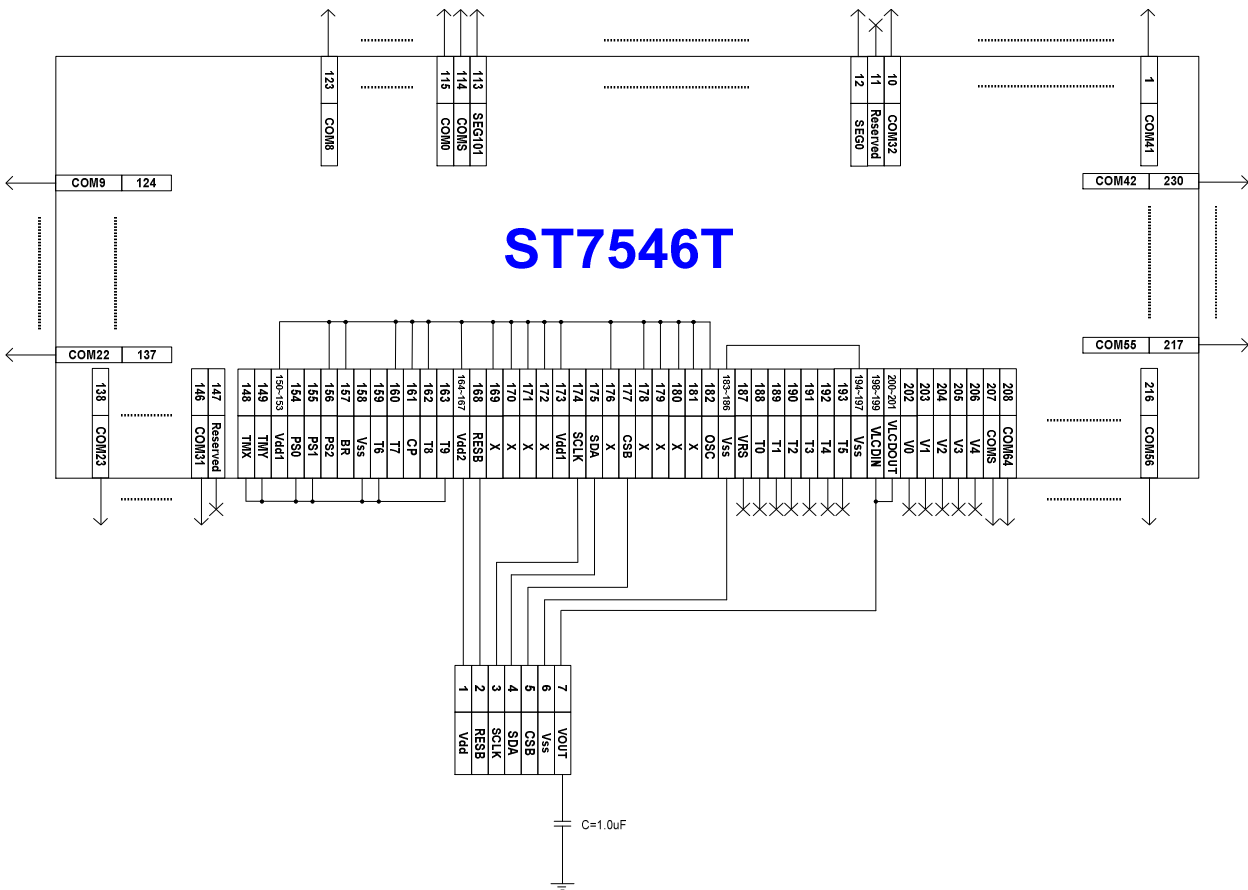 123 COM8
115 COM0
114 COMS
113 SEG101
12 SEG0
11 Reserved
10 COM32
1 COM41
COM9 124
COM42 230
ST7546T
COM22 137
COM55 217
138 COM23
146 COM31
147 Reserved
148 TMX
149 TMY
150~153 Vdd1
154 PS0
155 PS1
156 PS2
157 BR
158 Vss
159 T6
160 T7
161 CP
162 T8
163 T9
164~167 Vdd2
168 RESB
169 X
170 X
171 X
172 X
173 Vdd1
174 SCLK
175 SDA
176 X
177 CSB
178 X
179 X
180 X
181 X
182 OSC
183~186 Vss
187 VRS
188 T0
189 T1
190 T2
191 T3
192 T4
193 T5
194~197 Vss
198~199 VLCDIN
200~201 VLCDOUT
202 V0
203 V1
204 V2
205 V3
206 V4
207 COMS
208 COM64
216 COM56
1 Vdd
2 RESB
3 SCLK
4 SDA
5 CSB
6 Vss
7 VOUT
C=1.0uF